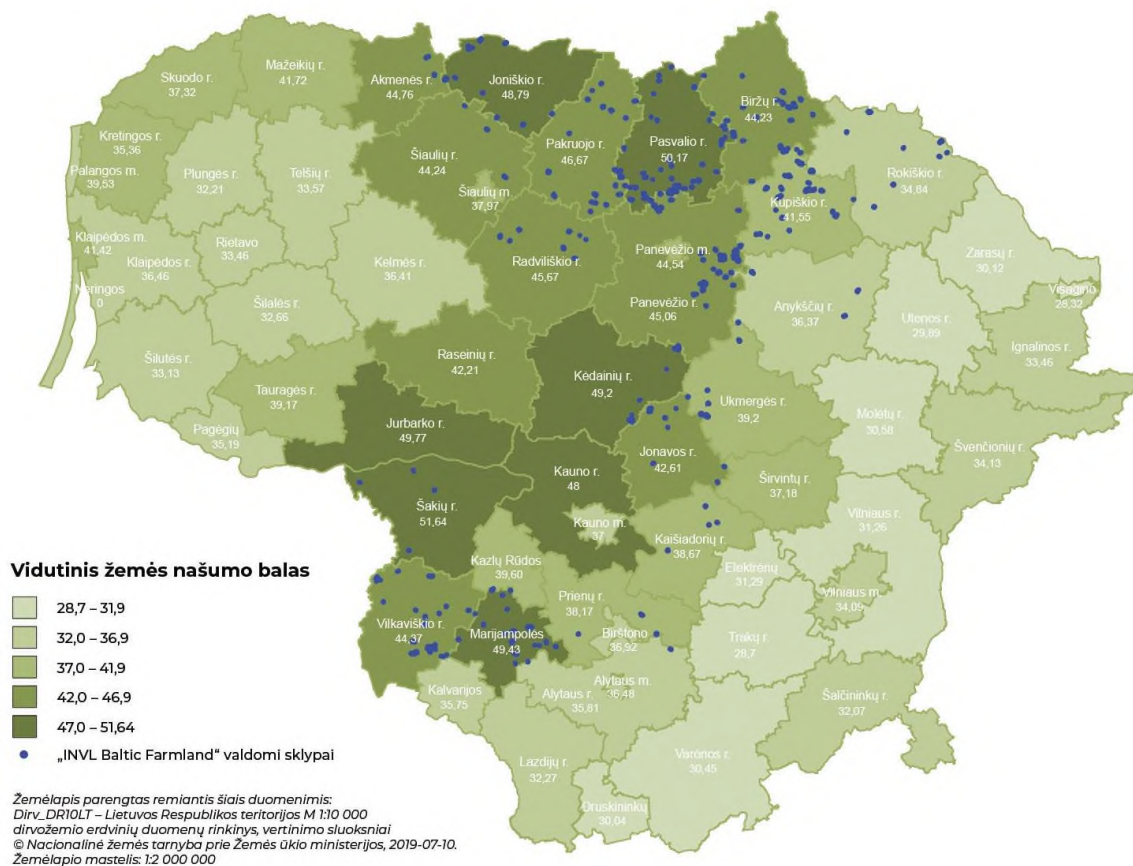 Skuodo r.
37,32
Mažeikių r.
41,72
Akmenės r.
44,76
Joniškio r.
48,79
Biržų r.
44,23
Kretingos r.
35,36
Palangos m.
39,53
Plungės r.
32,21
Telšių r.
33,57
Šiaulių r.
44,24
Šiaulių m.
37,97
Pakruojo r.
46,67
Pasvalio r.
50,17
Rokiškio r.
34,84
Kupiškio r.
41,55
Klaipėdos m.
41,42
Klaipėdos r.
36,46
Rietavo
33,46
Kelmės r.
36,41
Radviliškio r.
45,67
Panevėžio m.
44,54
Panevėžio r.
45,06
Zarasų r.
30,12
Visagino
28,32
Neringos
0
Šilalės r.
32,66
Anykščių r.
36,37
Utenos r.
29,89
Ignalinos r.
33,46
Šilutės r.
33,13
Tauragės r.
39,17
Raseinių r.
42,21
Kėdainių r.
49,2
Ukmergės r.
39,2
Molėtų r.
30,58
Pagėgių
35,19
Jurbarko r.
49,77
Jonavos r.
42,61
Švenčionių r.
34,13
Šakių r.
51,64
Kauno r.
48
Kauno m.
37
Širvintų r.
37,18
Vilniaus r.
31,26
Kazlų Rūdos
39,60
Kaišiadorių r.
38,67
Elektrėnų
31,29
Vilniaus m.
34,09
Vilkaviškio r.
44,37
Marijampolės
49,43
Prienų r.
38,17
Birštono
36,92
Trakų r.
28,7
Kalvarijos
35,75
Alytaus r.
35,81
Alytaus m.
36,48
Šalčininkų r.
32,07
Lazdijų r.
32,27
Varėnos r.
30,45
Druskininkų
30,04
Vidutinis žemės našumo balas
28,7 – 31,9
32,0 – 36,9
37,0 – 41,9
42,0 – 46,9
47,0 – 51,64
„INVL Baltic Farmland“ valdomi sklypai
Žemėlapis parengtas remiantis šiais duomenimis:
Dirv_DR10LT – Lietuvos Respublikos teritorijos M 1:10 000
dirvožemio erdvinių duomenų rinkinys, vertinimo sluoksniai
© Nacionalinė žemės tarnyba prie Žemės ūkio ministerijos, 2019-07-10.
Žemėlapio mastelis: 1:2 000 000